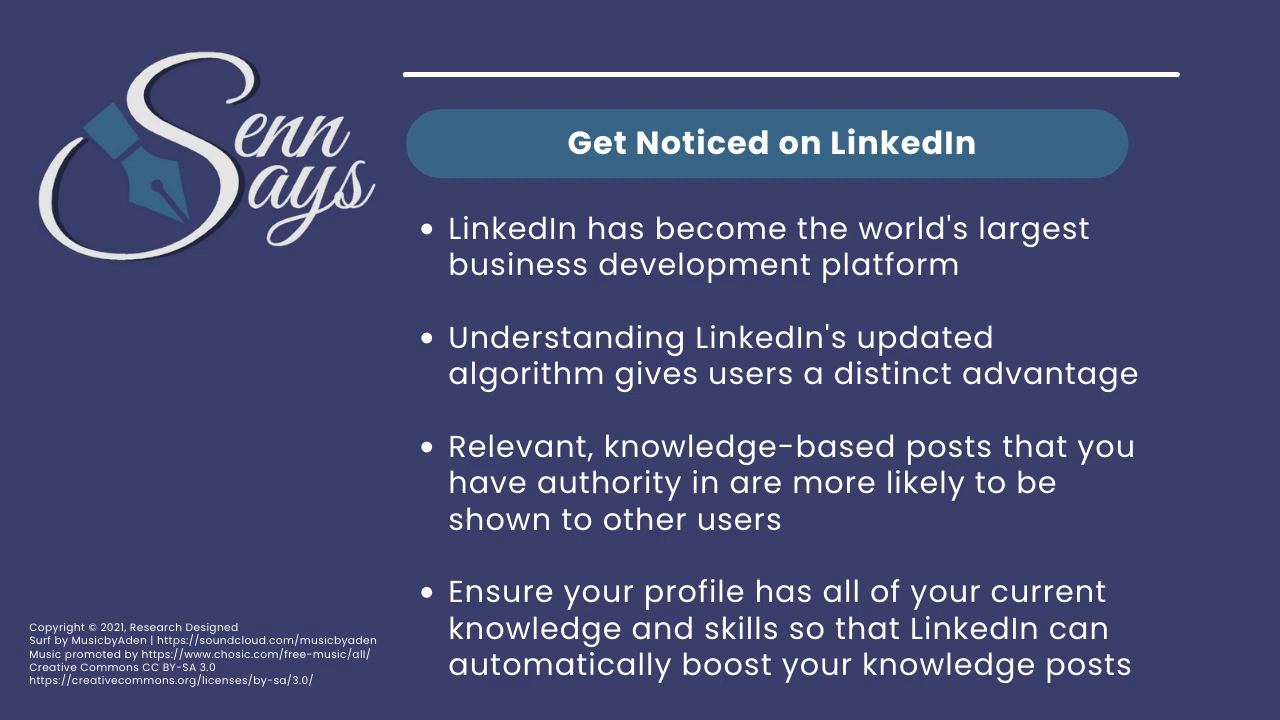 Senn
Says
Get Noticed on LinkedIn
• LinkedIn has become the world's largest
business development platform
• Understanding LinkedIn's updated
algorithm gives users a distinct advantage
• Relevant, knowledge-based posts that you
have authority in are more likely to be
shown to other users
• Ensure your profile has all of your current
knowledge and skills so that LinkedIn can
automatically boost your knowledge posts
Copyright © 2021, Research Designed
Surf by MusicbyAden | https://soundcloud.com/musicbyaden
Music promoted by https://www.chosic.com/free-music/all/
Creative Commons CC BY-SA 3.0
https://creativecommons.org/licenses/by-sa/3.0/